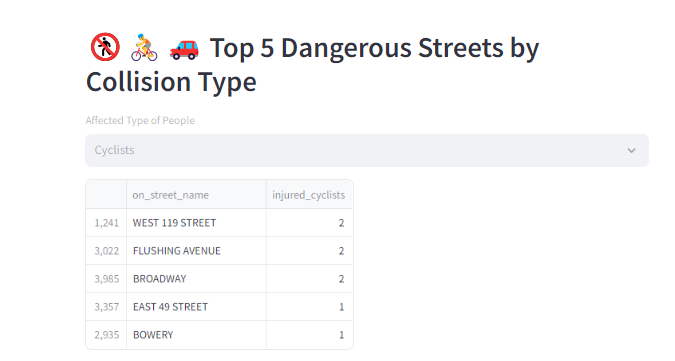 Top 5 Dangerous Streets by
Collision Type
Affected Type of People
Cyclists
on_street_name injured_cyclists
1,241 WEST 119 STREET 2
3,022 FLUSHING AVENUE 2
3,985 BROADWAY 2
3,357 EAST 49 STREET 1
2,935 BOWERY 1